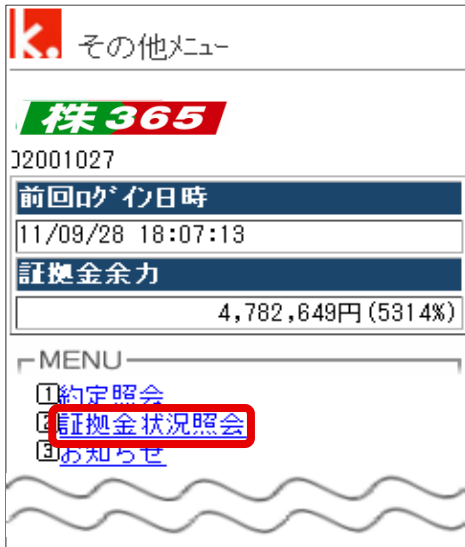 k. その他ﾒﾆｭｰ
株365
02001027
前回ﾛｸﾞｲﾝ日時
11/09/28 18:07:13
証拠金余力
4,782,649円(5314%)
MENU
1約定照会
2証拠金状況照会
3お知らせ